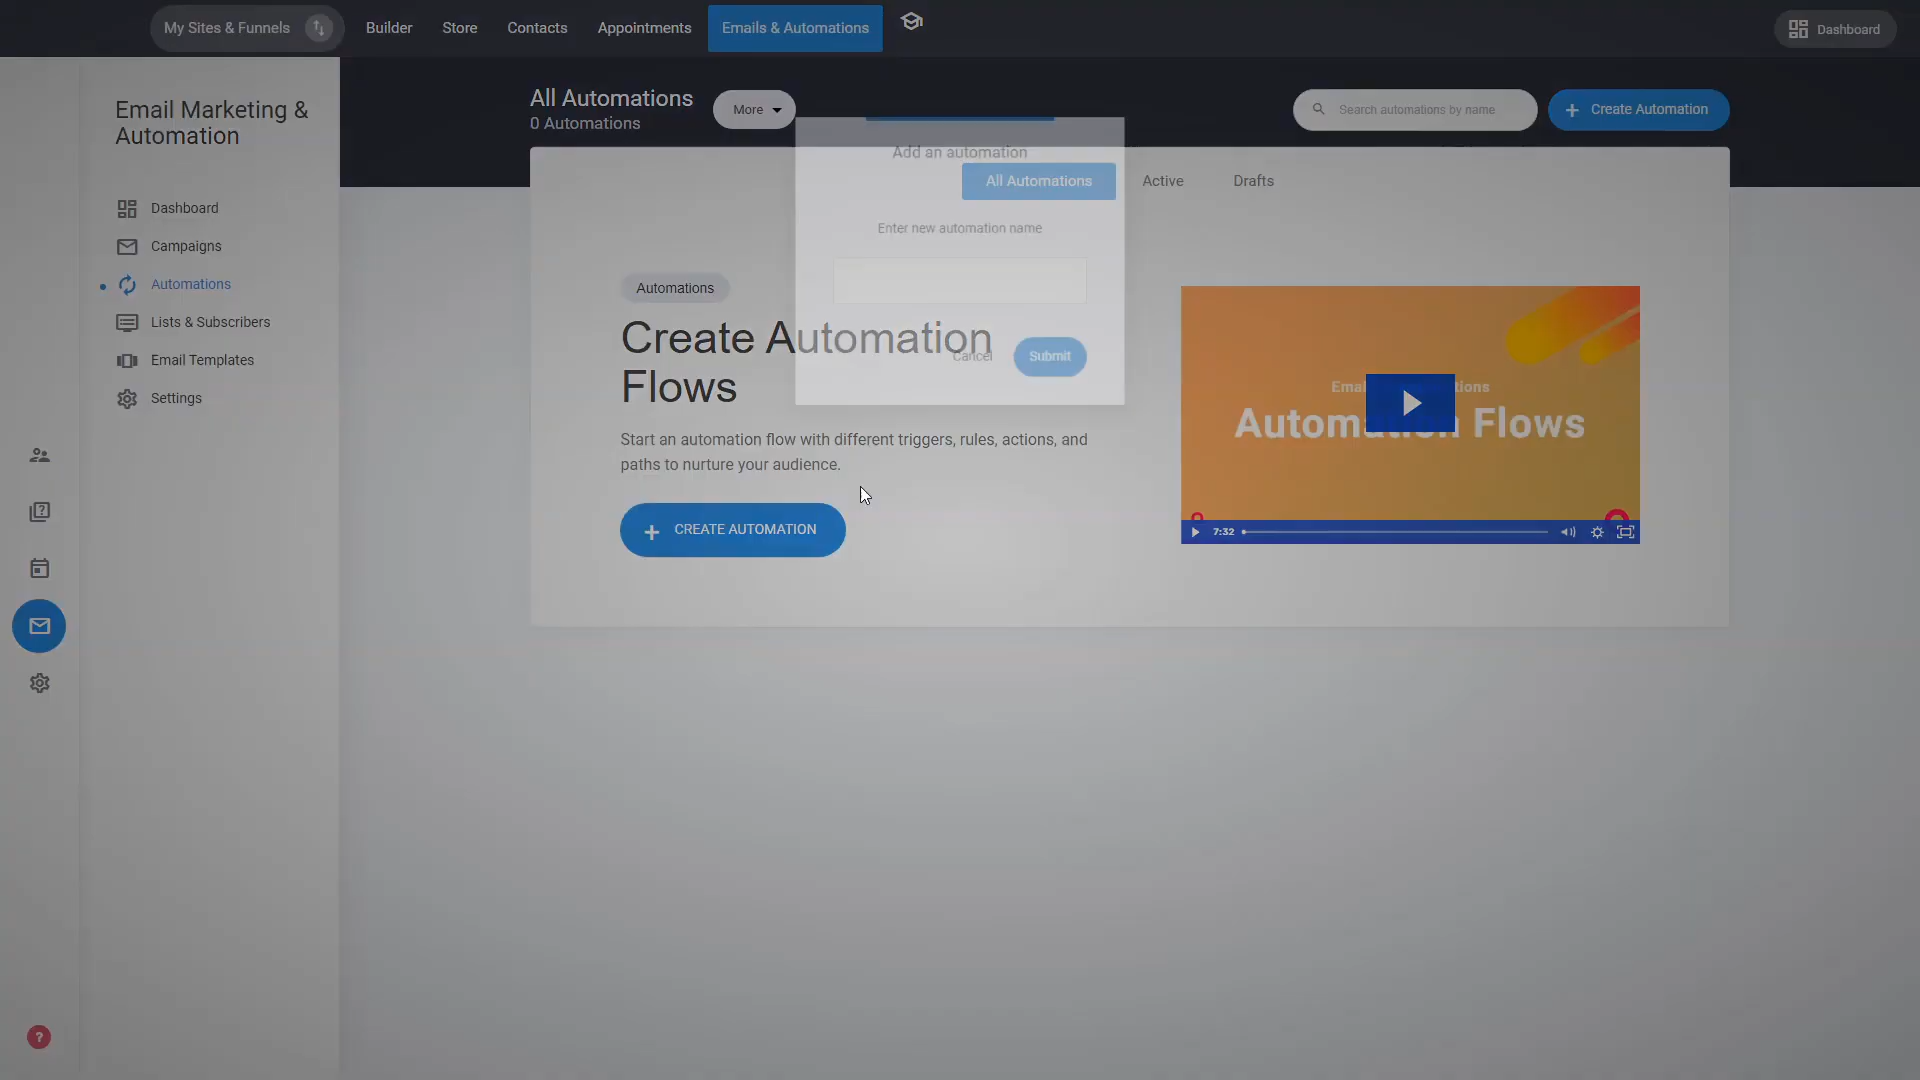 My Sites & Funnels
Builder
Store
Contacts
Appointments
Emails & Automations
Dashboard
Email Marketing &
Automation
Dashboard
Campaigns
Automations
Lists & Subscribers
Email Templates
Settings
?
All Automations
0 Automations
More
Search automations by name
+ Create Automation
Add an automation
All Automations
Active
Drafts
Enter new automation name
Cancel
Submit
Automations
Create Automation
Flows
Start an automation flow with different triggers, rules, actions, and
paths to nurture your audience.
+ CREATE AUTOMATION
Automation Flows
7:32